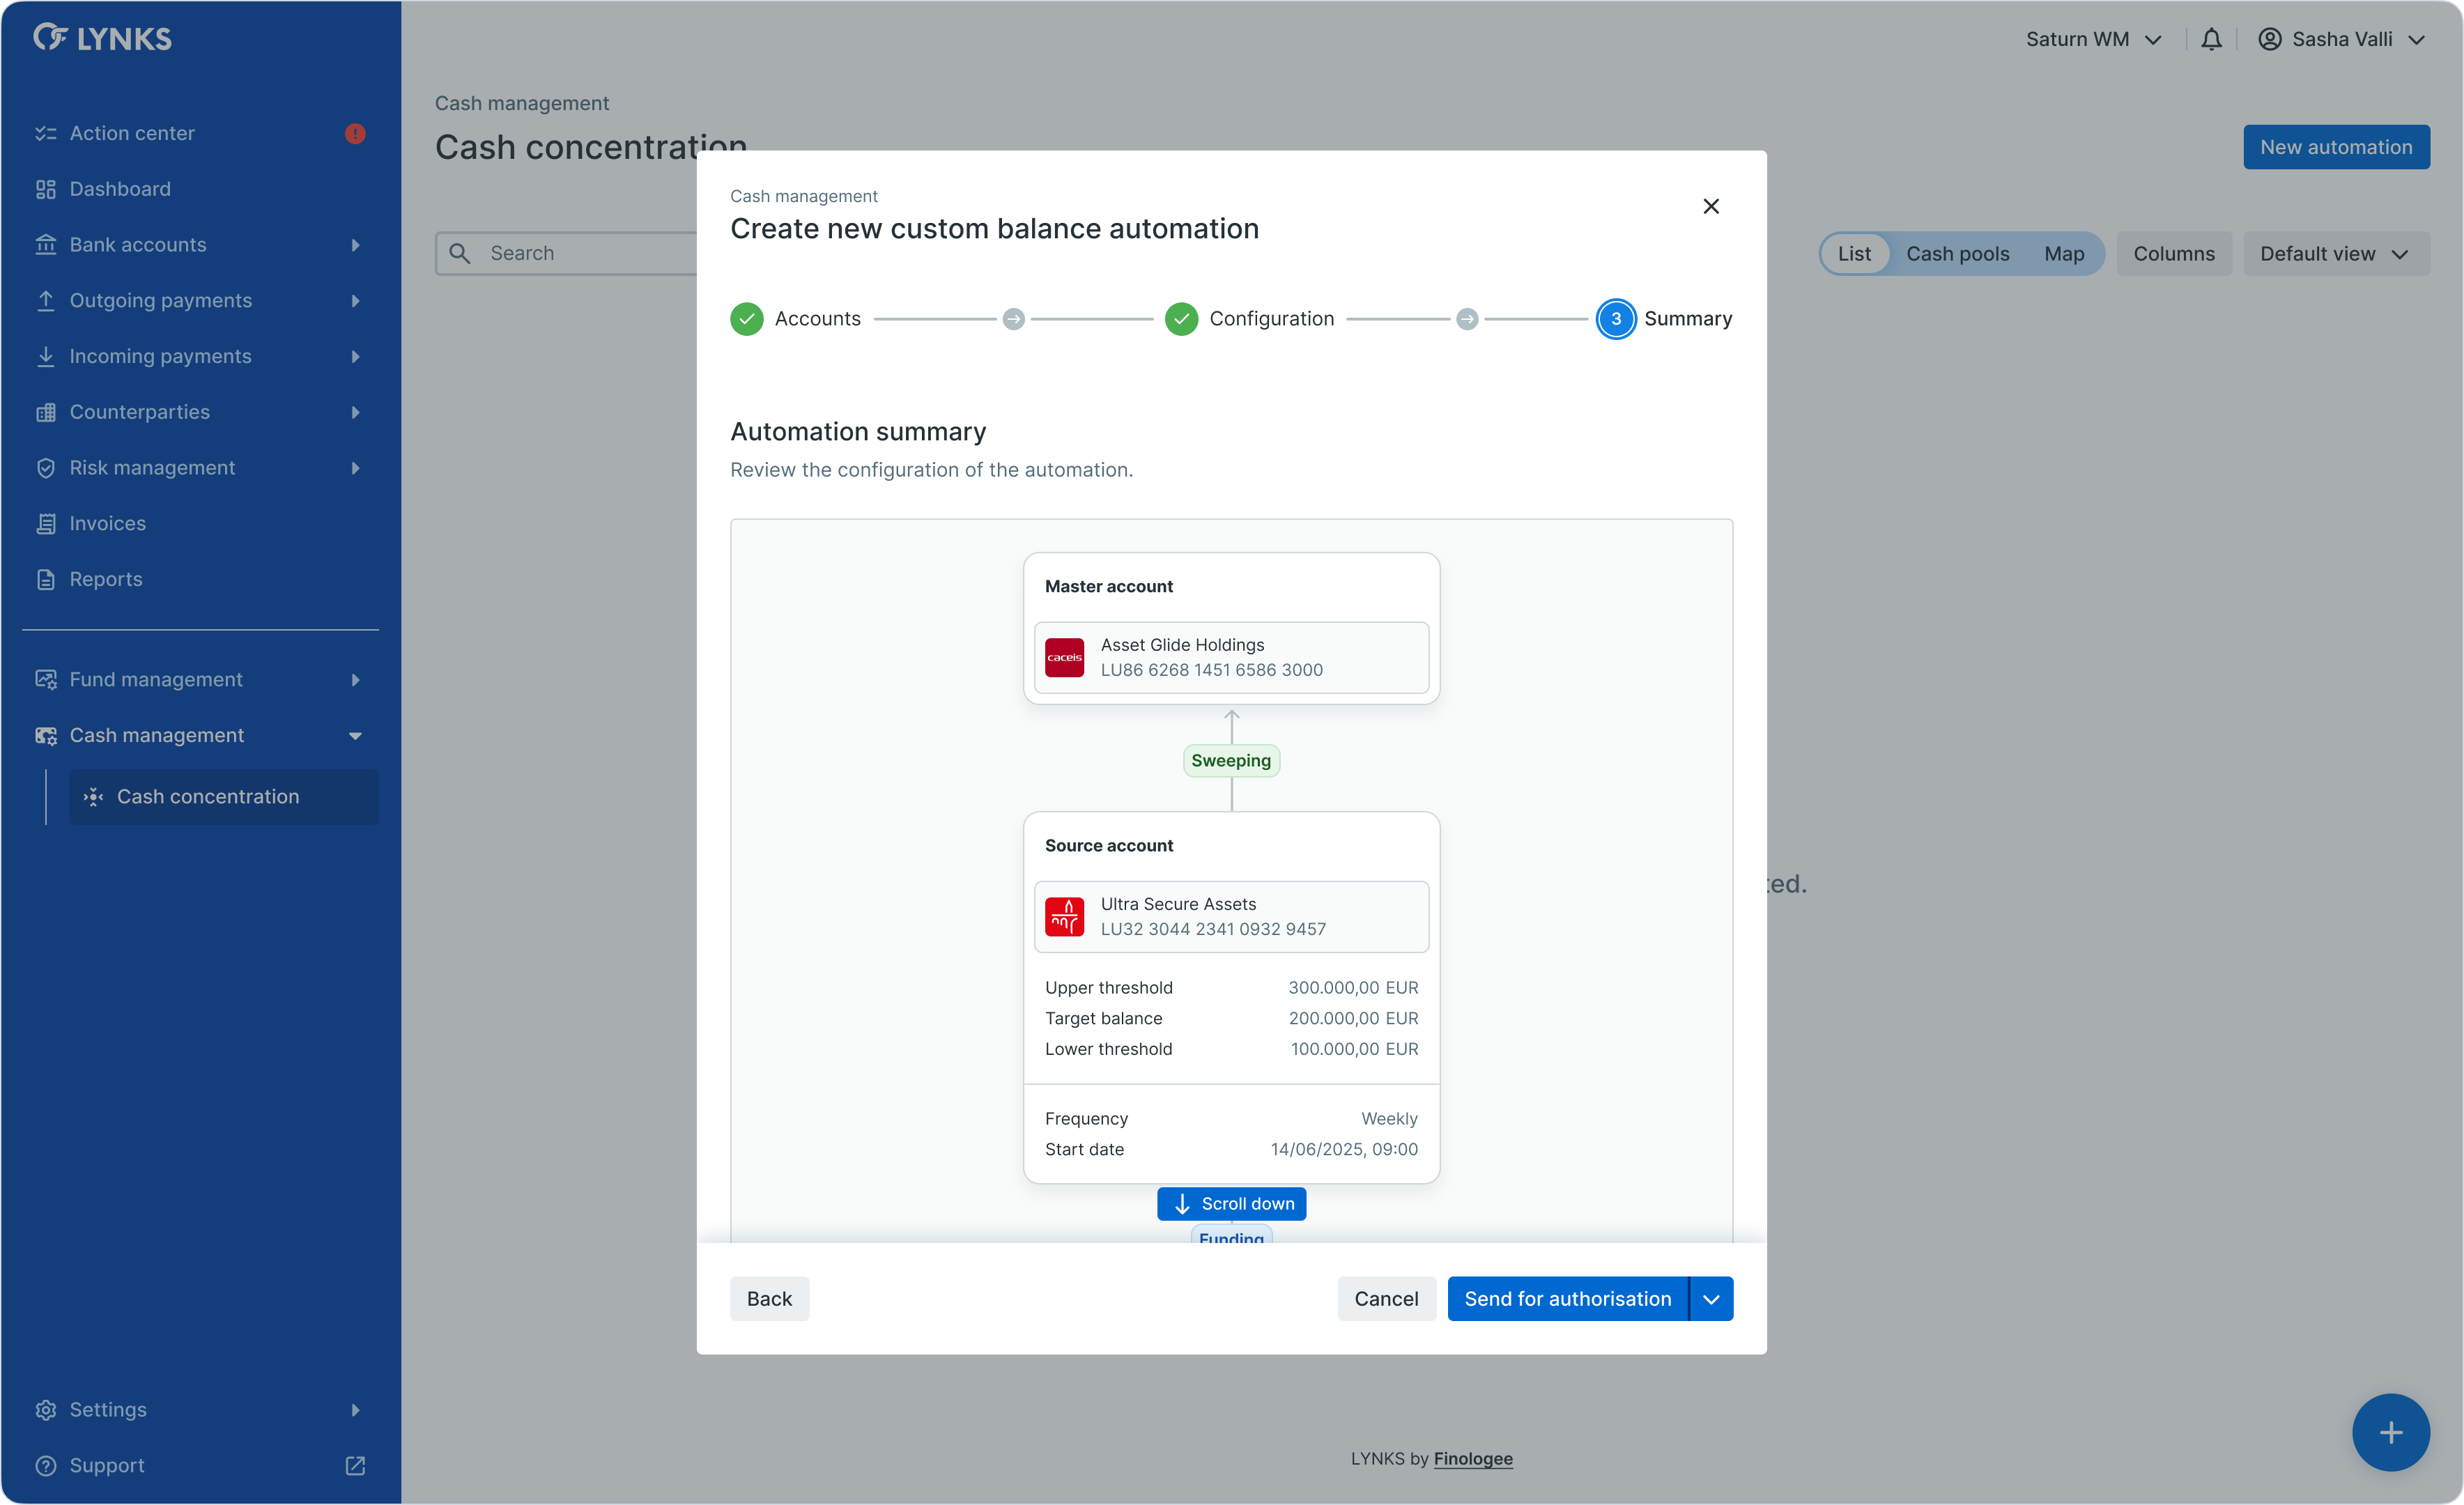 LYNKS
Saturn WM
Sasha Valli
Action center
Dashboard
Bank accounts
Outgoing payments
Incoming payments
Counterparties
Risk management
Invoices
Reports
Fund management
Cash management
Cash concentration
Settings
Support
Cash management
Cash concentration
New automation
Search
List
Cash pools
Map
Columns
Default view
Cash management
Create new custom balance automation
Accounts
Configuration
3 Summary
Automation summary
Review the configuration of the automation.
Master account
caceis
Asset Glide Holdings
LU86 6268 1451 6586 3000
Sweeping
Source account
Ultra Secure Assets
LU32 3044 2341 0932 9457
Upper threshold 300.000,00 EUR
Target balance 200.000,00 EUR
Lower threshold 100.000,00 EUR
Frequency Weekly
Start date 14/06/2025, 09:00
Scroll down
Funding
Back
Cancel
Send for authorisation
LYNKS by Finologee